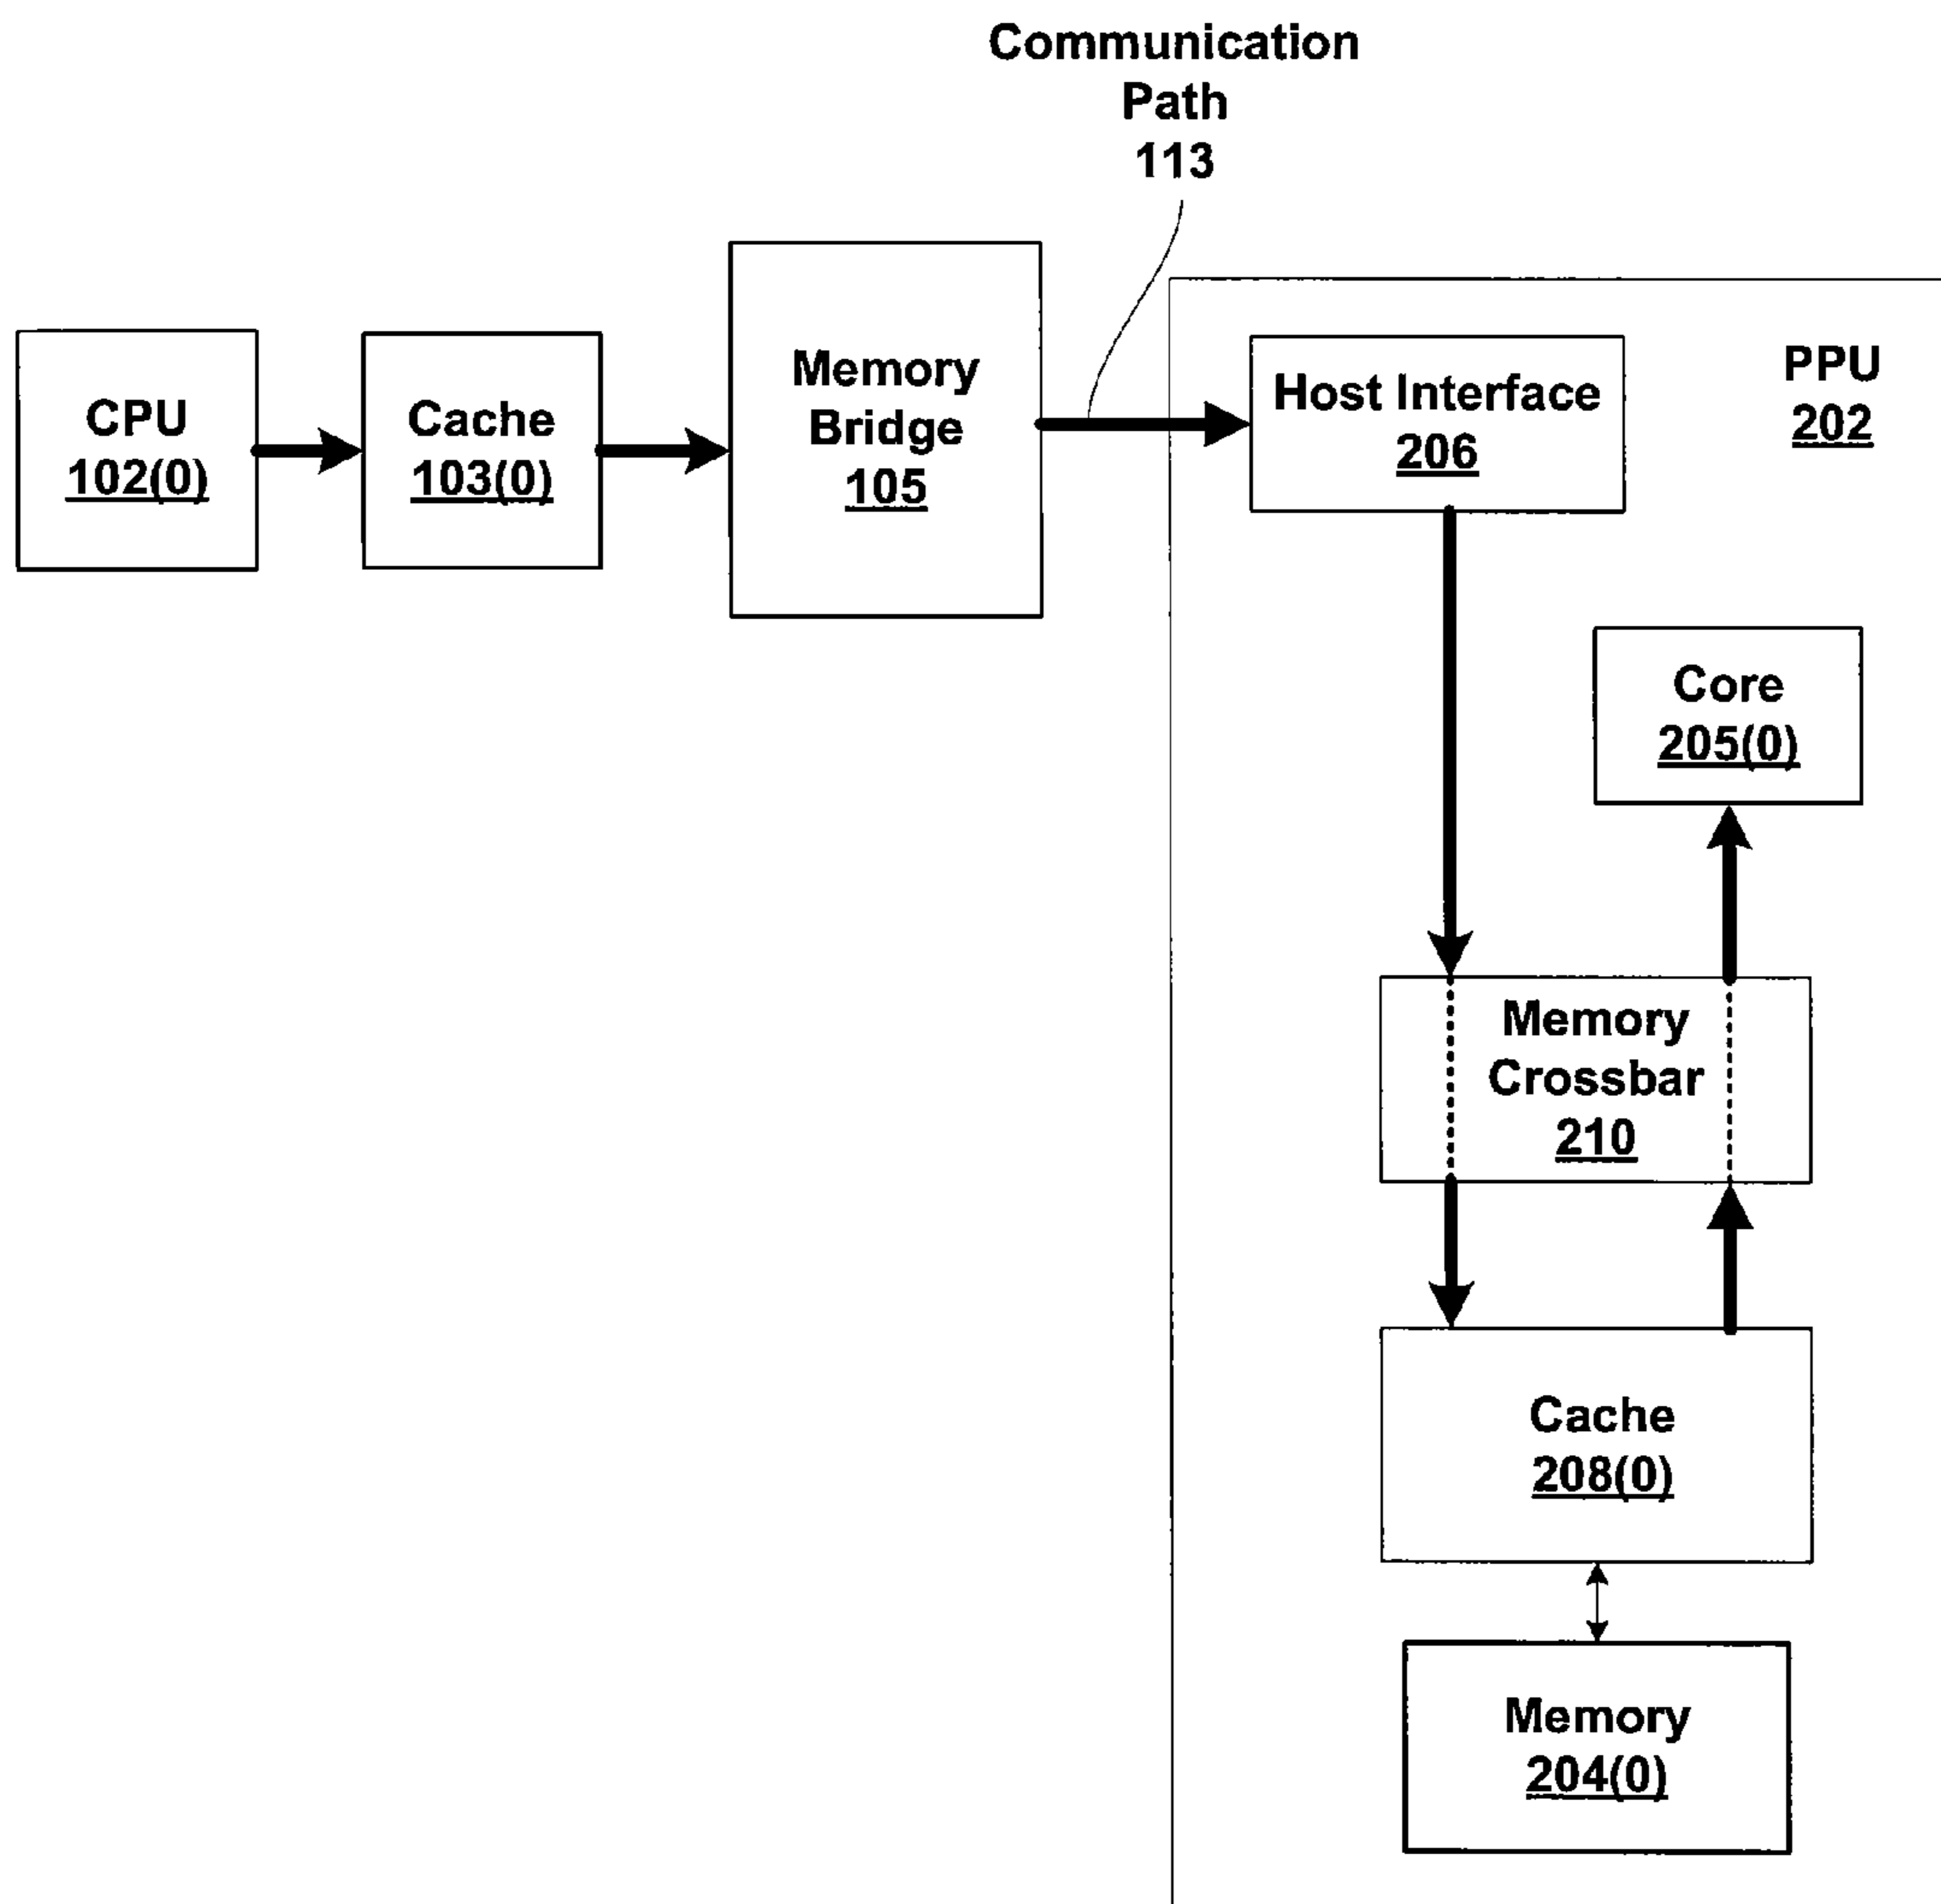 Communication
Path
113
CPU
102(0)
Cache
103(0)
Memory
Bridge
105
Host Interface
206
PPU
202
Core
205(0)
Memory
Crossbar
210
Cache
208(0)
Memory
204(0)